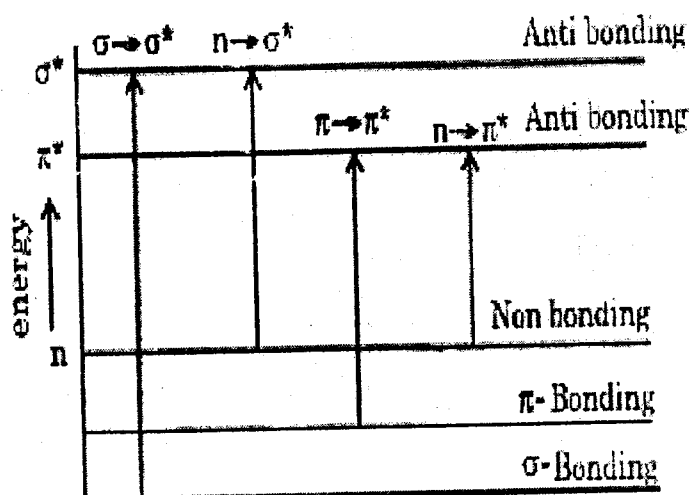 σ→σ* n→σ* Anti bonding
σ*
π→π* n→π* Anti bonding
π*
energy
Non bonding
n
π- Bonding
σ-Bonding